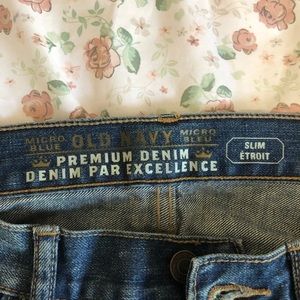 MICRO BLUE OLD NAVY MICRO BLEU
PREMIUM DENIM
DENIM PAR EXCELLENCE
SLIM
ÉTROIT